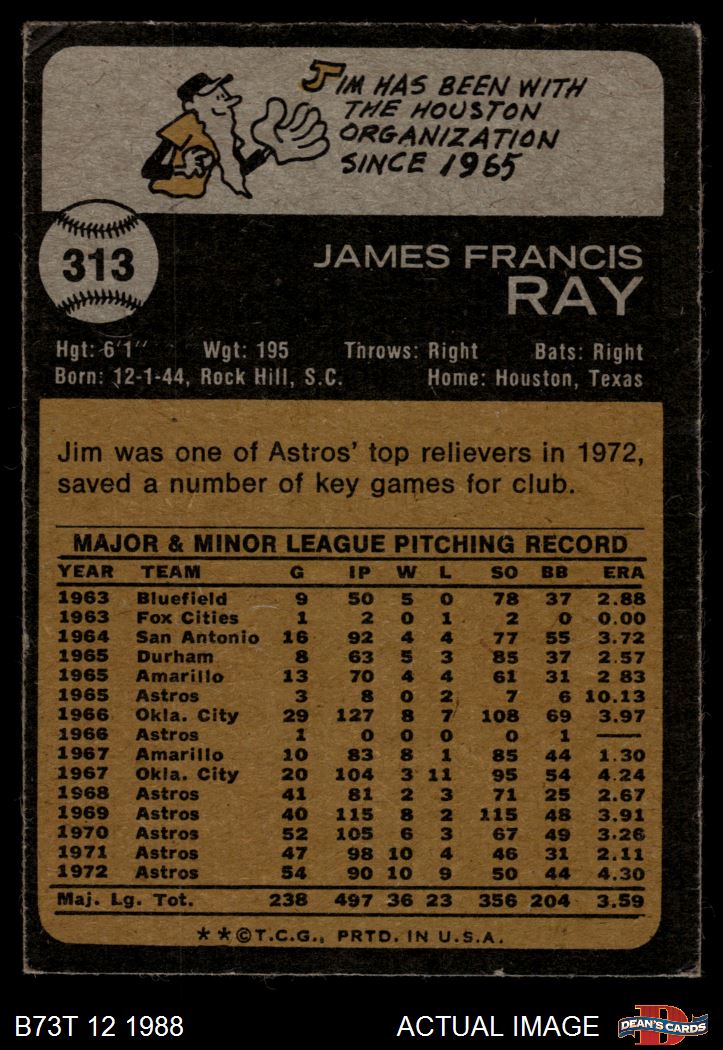 JIM HAS BEEN WITH
THE HOUSTON
ORGANIZATION
SINCE 1965
313
JAMES FRANCIS
RAY
Hgt: 6'1" Wgt: 195 Throws: Right Bats: Right
Born: 12-1-44, Rock Hill, S.C. Home: Houston, Texas
Jim was one of Astros' top relievers in 1972,
saved a number of key games for club.
MAJOR & MINOR LEAGUE PITCHING RECORD
YEAR TEAM G IP W L SO BB ERA
1963 Bluefield 9 50 5 0 78 37 2.88
1963 Fox Cities 1 2 0 1 2 0 0.00
1964 San Antonio 16 92 4 4 77 55 3.72
1965 Durham 8 63 5 3 85 37 2.57
1965 Amarillo 13 70 4 4 61 31 2 83
1965 Astros 3 8 0 2 7 6 10.13
1966 Okla. City 29 127 8 7 108 69 3.97
1966 Astros 1 0 0 0 0 1 —
1967 Amarillo 10 83 8 1 85 44 1.30
1967 Okla. City 20 104 3 11 95 54 4.24
1968 Astros 41 81 2 3 71 25 2.67
1969 Astros 40 115 8 2 115 48 3.91
1970 Astros 52 105 6 3 67 49 3.26
1971 Astros 47 98 10 4 46 31 2.11
1972 Astros 54 90 10 9 50 44 4.30
Maj. Lg. Tot. 238 497 36 23 356 204 3.59
**©T.C.G., PRTD. IN U.S.A.
B73T 12 1988 ACTUAL IMAGE D DEAN'S CARDS